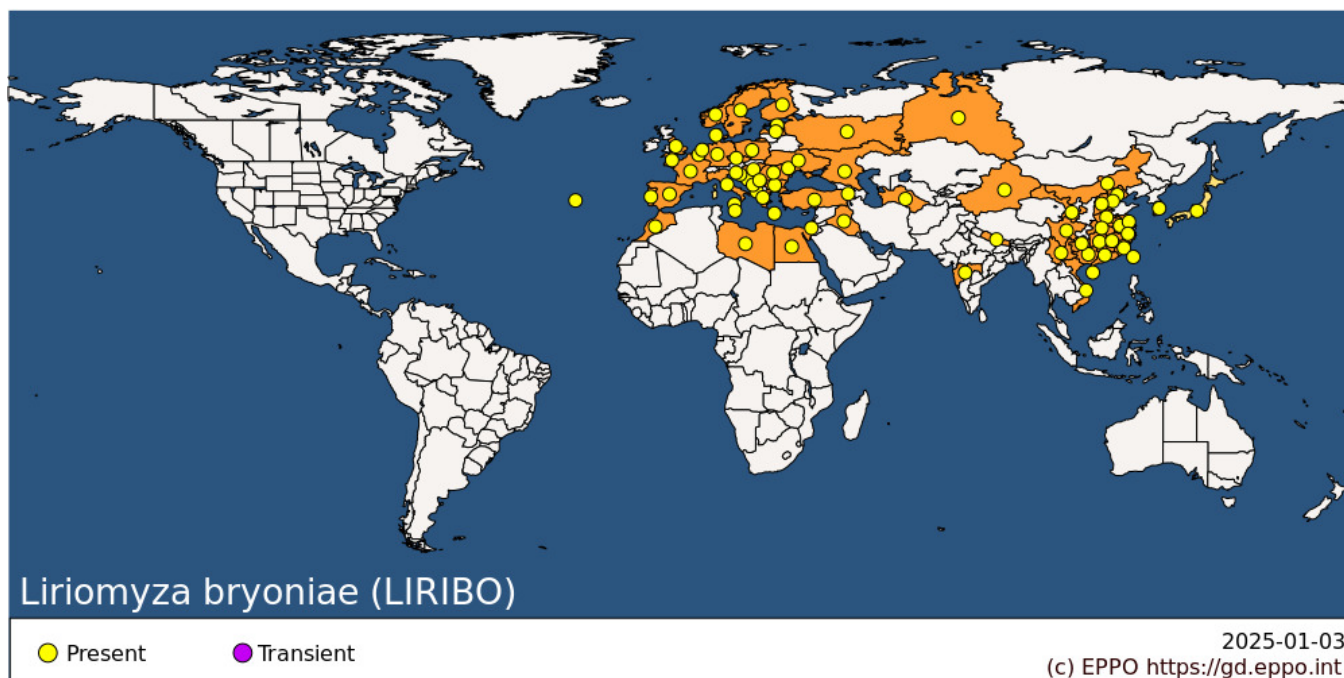 Liriomyza bryoniae (LIRIBO)
Present
Transient
2025-01-03
(c) EPPO https://gd.eppo.int